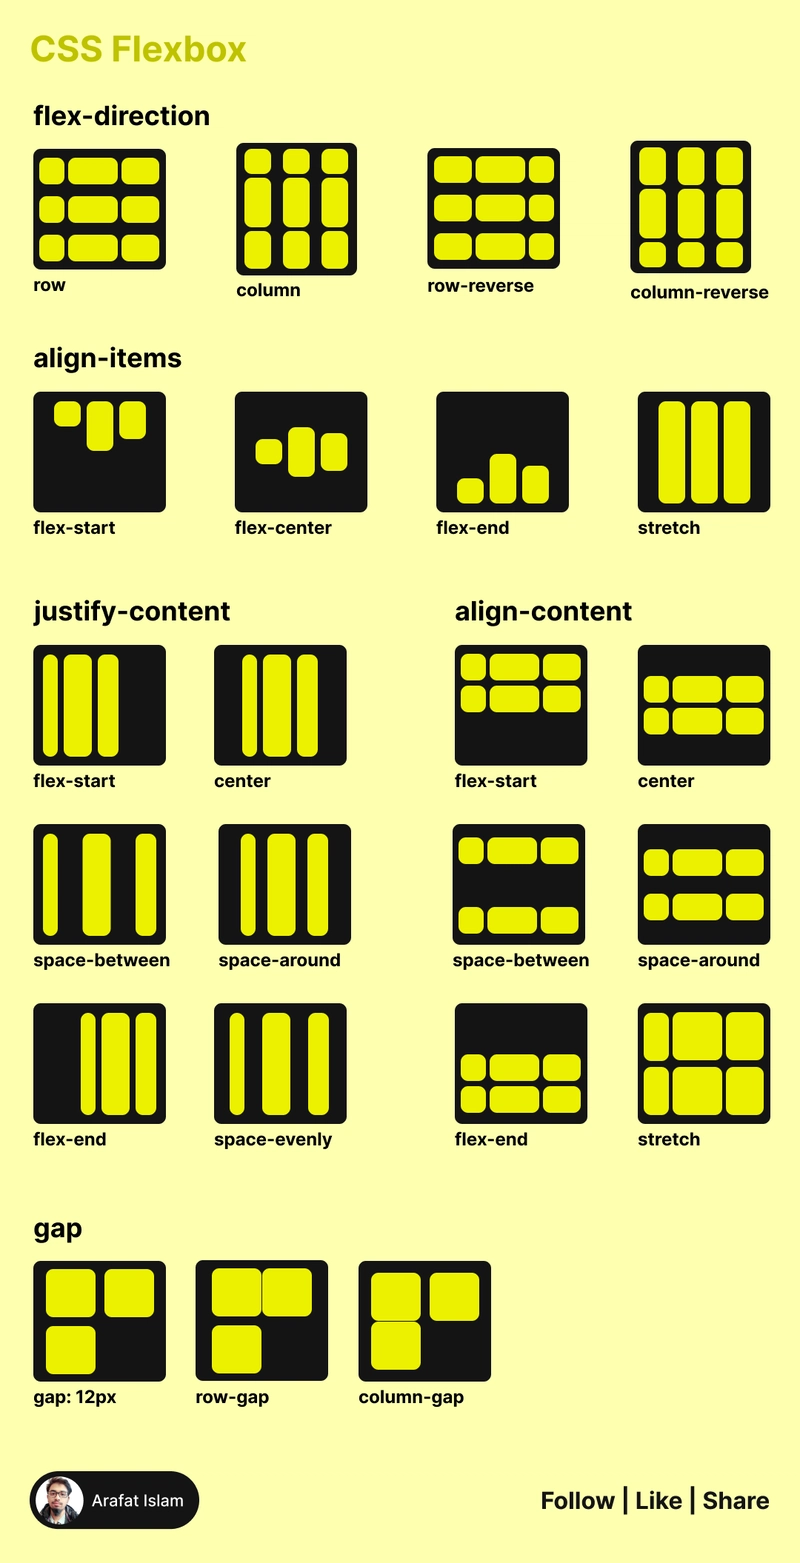 CSS Flexbox
flex-direction
row
column
row-reverse
column-reverse
align-items
flex-start
flex-center
flex-end
stretch
justify-content
flex-start
center
space-between
space-around
flex-end
space-evenly
align-content
flex-start
center
space-between
space-around
flex-end
stretch
gap
gap: 12px
row-gap
column-gap
Arafat Islam
Follow | Like | Share